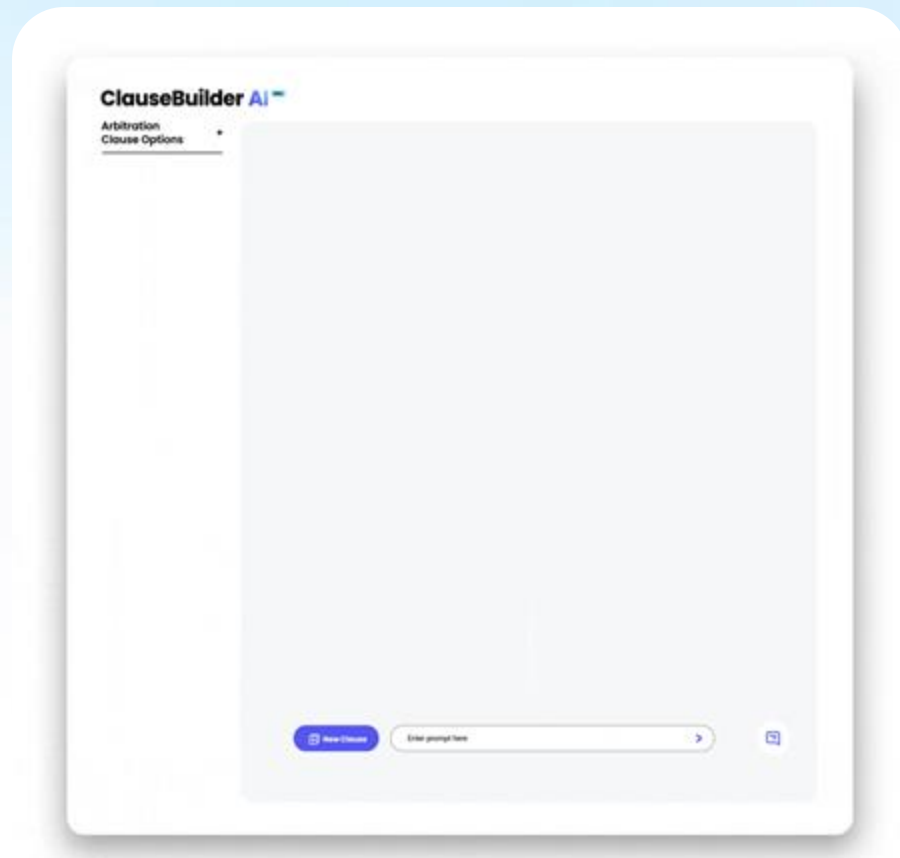 ClauseBuilder AI
Arbitration
Clause Options +
New Clause
Enter prompt here